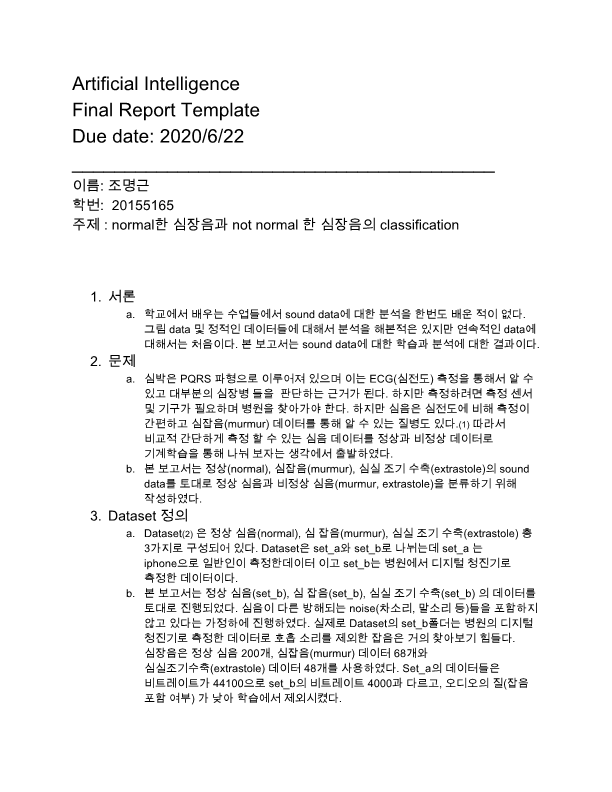 Artificial Intelligence
Final Report Template
Due date: 2020/6/22
이름: 조명근
학번: 20155165
주제 : normal한 심장음과 not normal 한 심장음의 classification
1. 서론
a. 학교에서 배우는 수업들에서 sound data에 대한 분석을 한번도 배운 적이 없다.
그림 data 및 정적인 데이터들에 대해서 분석을 해본적은 있지만 연속적인 data에
대해서는 처음이다. 본 보고서는 sound data에 대한 학습과 분석에 대한 결과이다.
2. 문제
a. 심박은 PQRS 파형으로 이루어져 있으며 이는 ECG(심전도) 측정을 통해서 알 수
있고 대부분의 심장병 들을 판단하는 근거가 된다. 하지만 측정하려면 측정 센서
및 기구가 필요하며 병원을 찾아가야 한다. 하지만 심음은 심전도에 비해 측정이
간편하고 심잡음(murmur) 데이터를 통해 알 수 있는 질병도 있다.(1) 따라서
비교적 간단하게 측정 할 수 있는 심음 데이터를 정상과 비정상 데이터로
기계학습을 통해 나눠 보자는 생각에서 출발하였다.
b. 본 보고서는 정상(normal), 심잡음(murmur), 심실 조기 수축(extrastole)의 sound
data를 토대로 정상 심음과 비정상 심음(murmur, extrastole)을 분류하기 위해
작성하였다.
3. Dataset 정의
a. Dataset(2) 은 정상 심음(normal), 심 잡음(murmur), 심실 조기 수축(extrastole) 총
3가지로 구성되어 있다. Dataset은 set_a와 set_b로 나뉘는데 set_a 는
iphone으로 일반인이 측정한데이터 이고 set_b는 병원에서 디지털 청진기로
측정한 데이터이다.
b. 본 보고서는 정상 심음(set_b), 심 잡음(set_b), 심실 조기 수축(set_b) 의 데이터를
토대로 진행되었다. 심음이 다른 방해되는 noise(차소리, 말소리 등)들을 포함하지
않고 있다는 가정하에 진행하였다. 실제로 Dataset의 set_b폴더는 병원의 디지털
청진기로 측정한 데이터로 호흡 소리를 제외한 잡음은 거의 찾아보기 힘들다.
심장음은 정상 심음 200개, 심잡음(murmur) 데이터 68개와
심실조기수축(extrastole) 데이터 48개를 사용하였다. Set_a의 데이터들은
비트레이트가 44100으로 set_b의 비트레이트 4000과 다르고, 오디오의 질(잡음
포함 여부) 가 낮아 학습에서 제외시켰다.